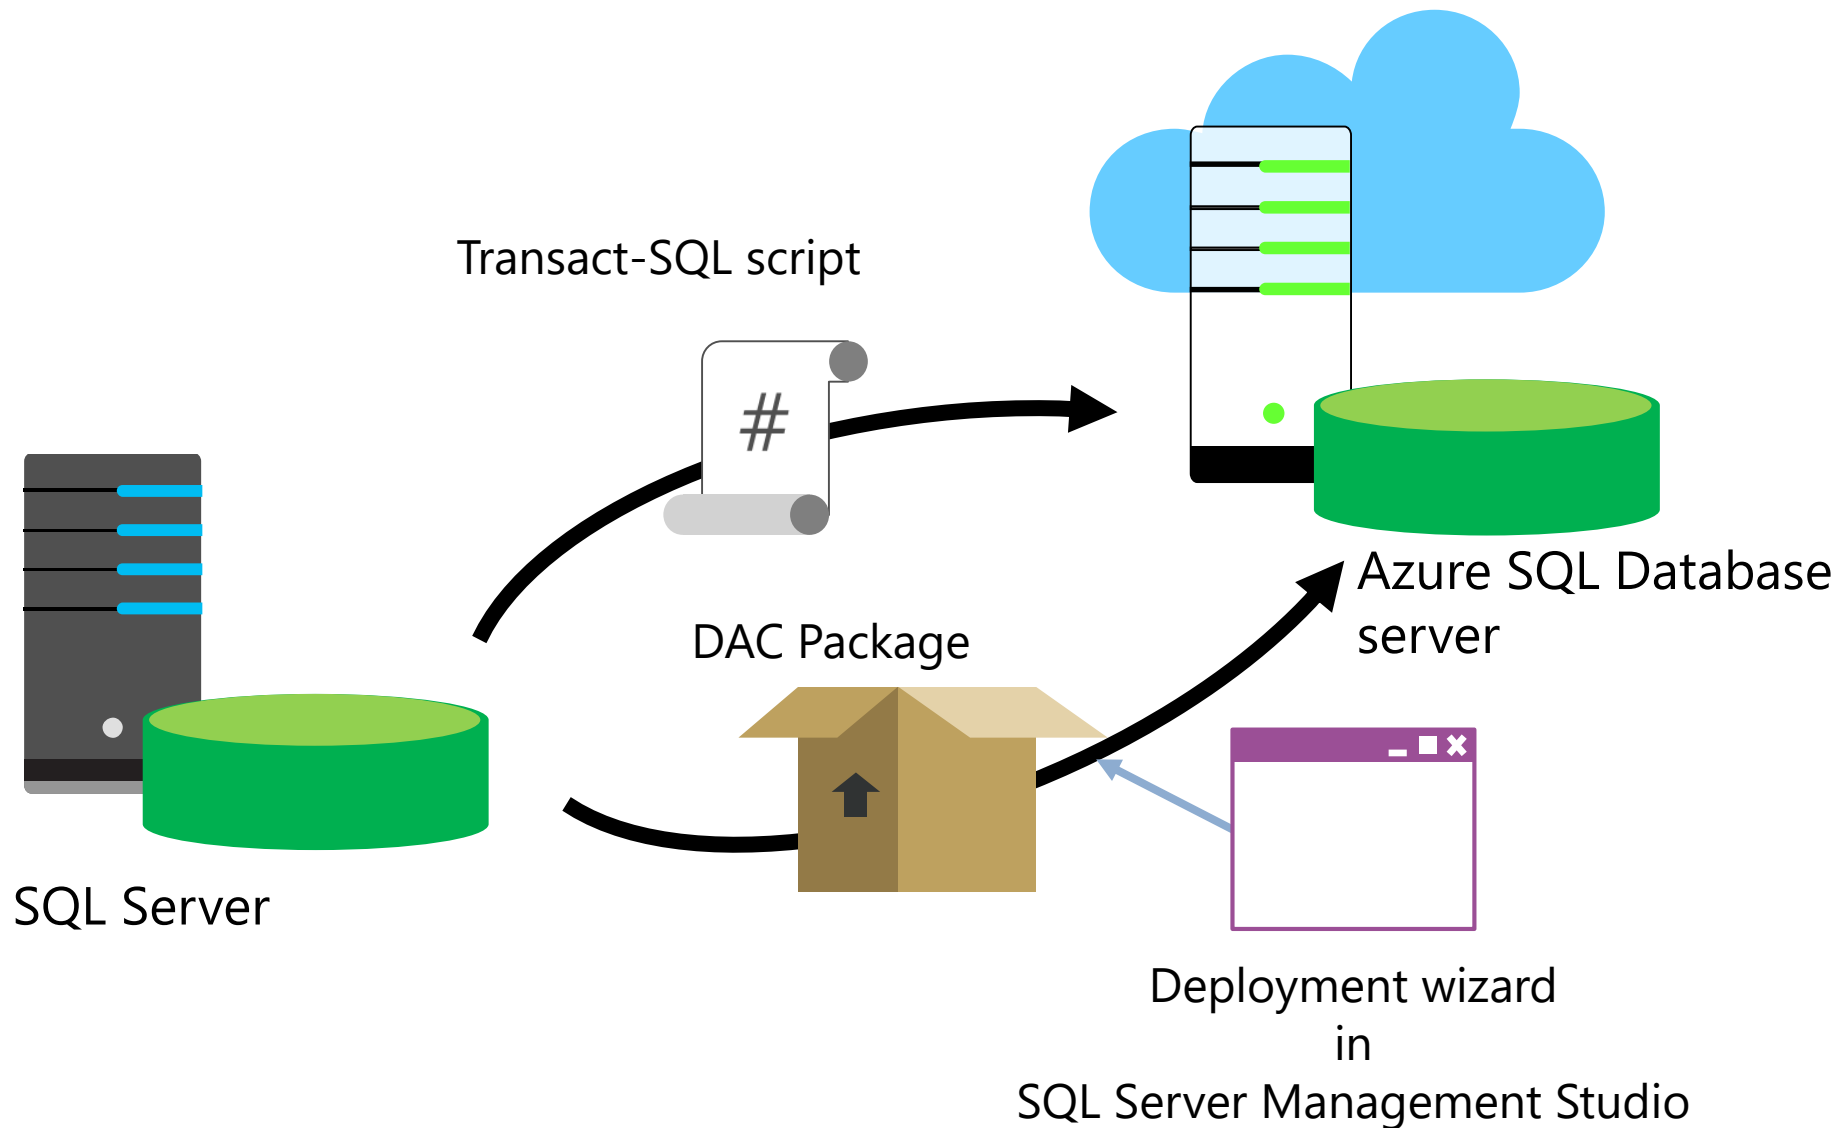 Transact-SQL script
#
Azure SQL Database
server
DAC Package
SQL Server
Deployment wizard
in
SQL Server Management Studio